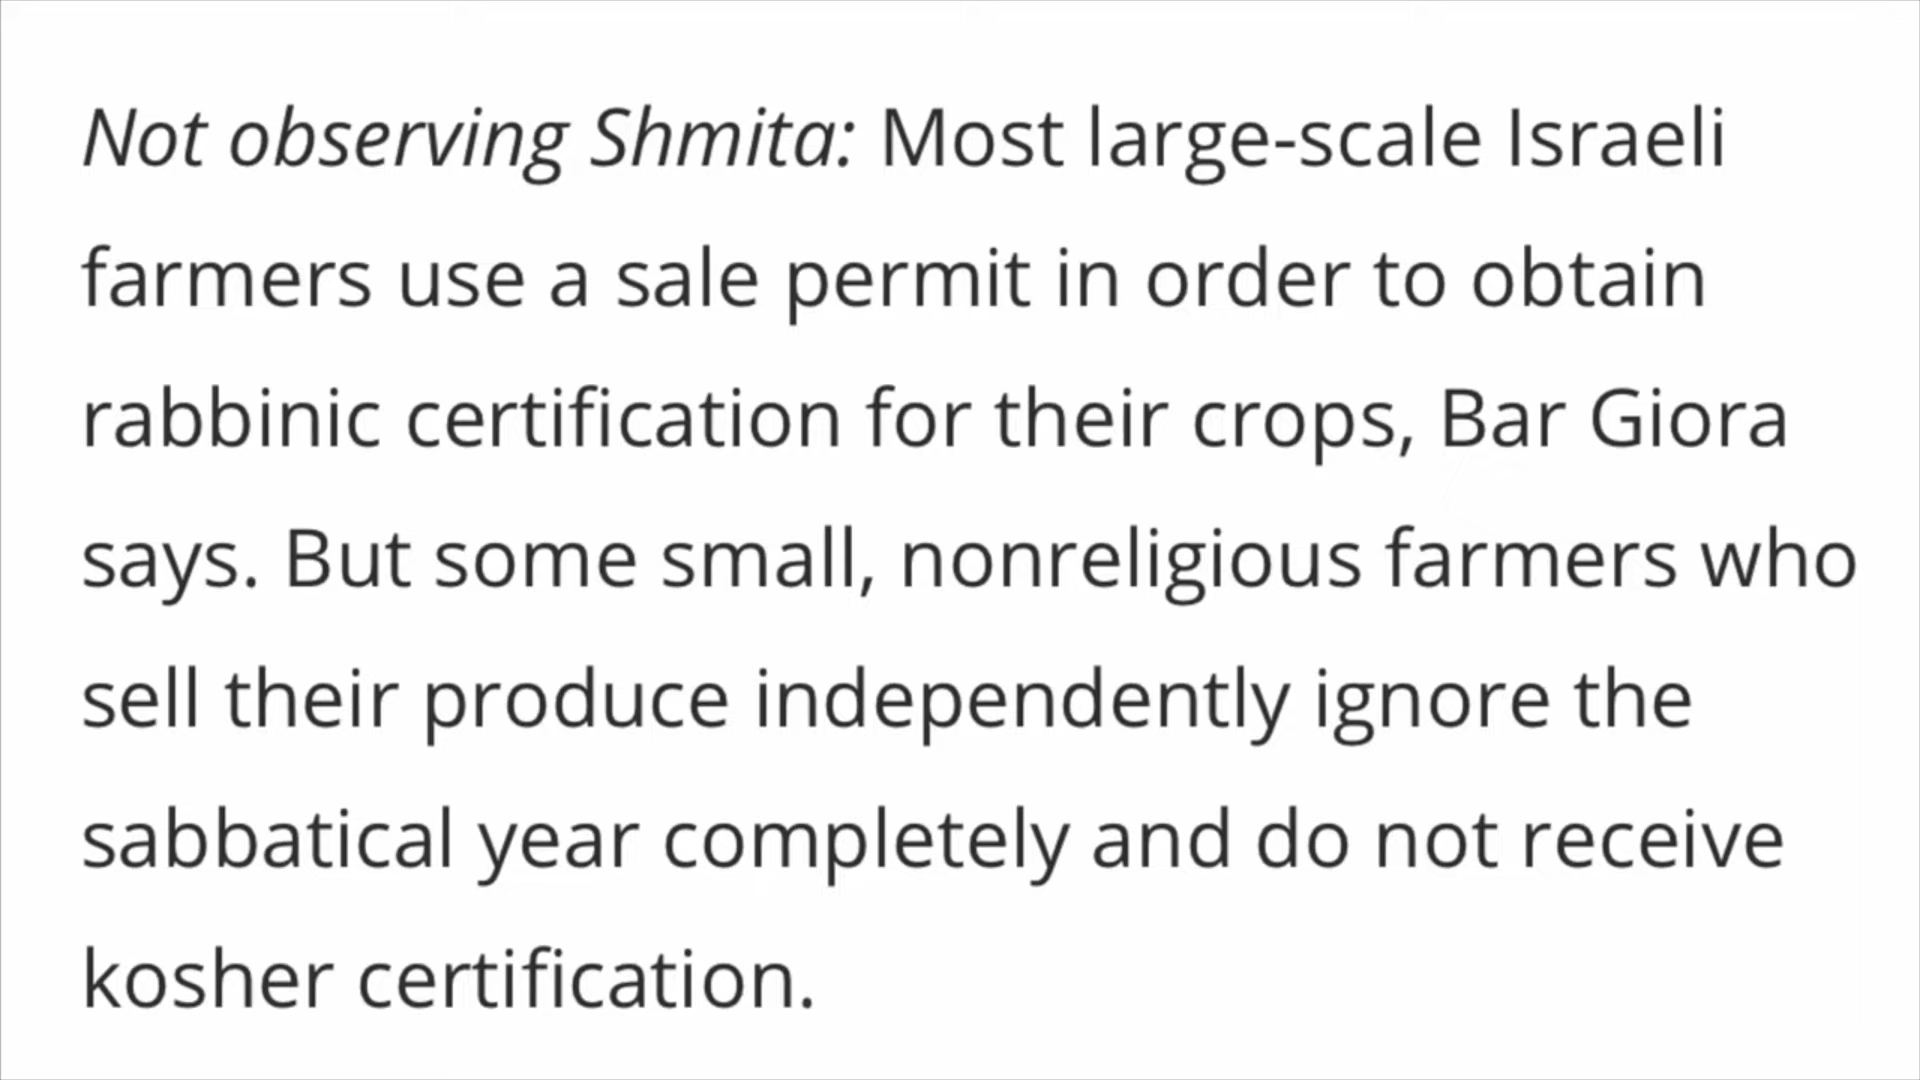 Not observing Shmita: Most large-scale Israeli
farmers use a sale permit in order to obtain
rabbinic certification for their crops, Bar Giora
says. But some small, nonreligious farmers who
sell their produce independently ignore the
sabbatical year completely and do not receive
kosher certification.